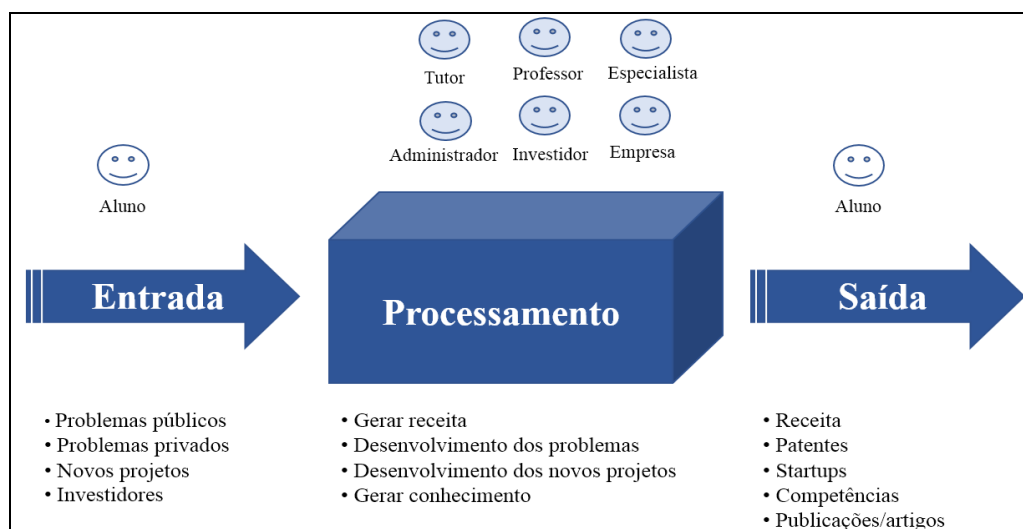 Tutor
Professor
Especialista
Administrador
Investidor
Empresa
Aluno
Aluno
Entrada
Processamento
Saída
• Problemas públicos
• Problemas privados
• Novos projetos
• Investidores
• Gerar receita
• Desenvolvimento dos problemas
• Desenvolvimento dos novos projetos
• Gerar conhecimento
• Receita
• Patentes
• Startups
• Competências
• Publicações/artigos